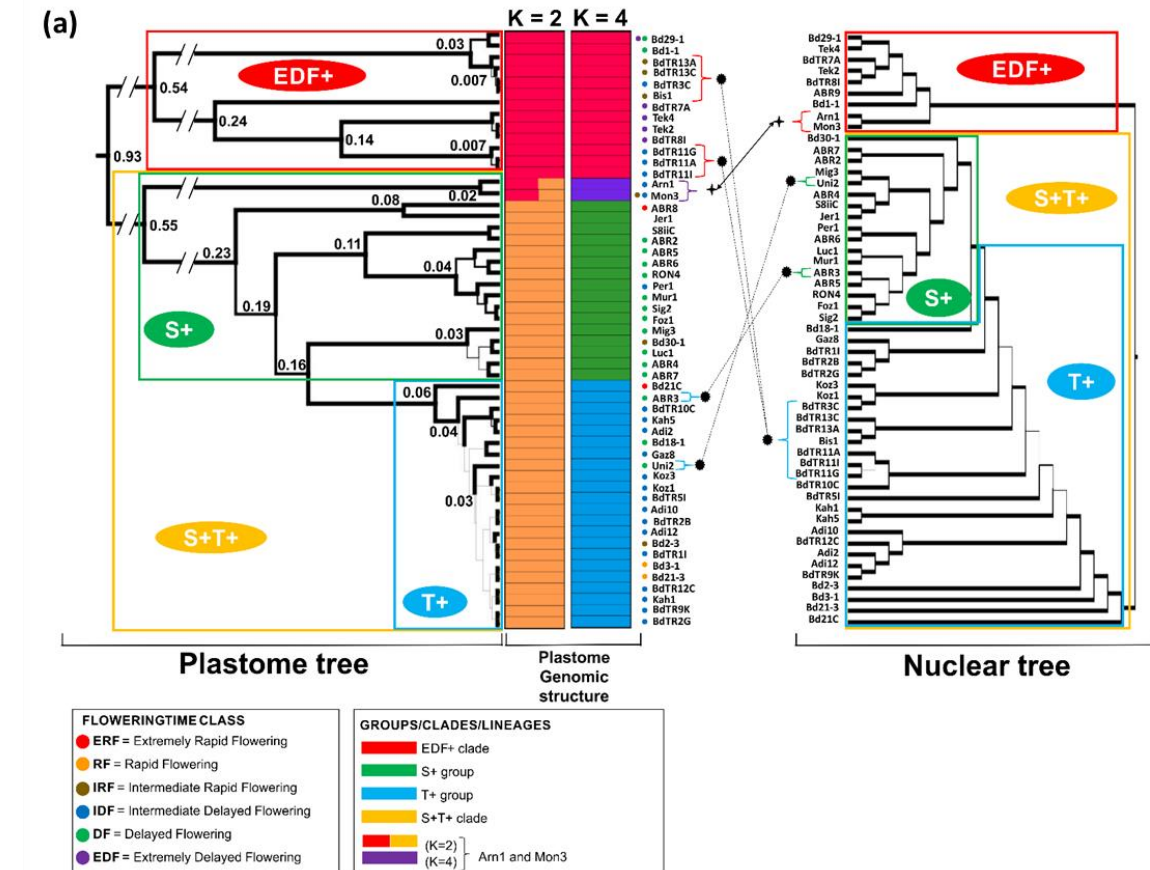 (a)
K = 2 K = 4
EDF+
0.03
0.007
0.54
0.24
0.14
0.007
0.93
0.02
0.08
0.55
0.23
0.11
0.04
0.19
S+
0.03
0.16
0.06
0.04
0.03
S+T+
T+
Bd29-1
Bd1-1
BdTR13A
BdTR13C
BdTR3C
Bis1
BdTR7A
Tek4
Tek2
BdTR8I
BdTR11G
BdTR11A
BdTR11I
Arn1
Mon3
ABR8
Jer1
S8iiC
ABR2
ABR5
ABR6
RON4
Per1
Mur1
Sig2
Foz1
Mig3
Bd30-1
Luc1
ABR4
ABR7
Bd21C
ABR3
BdTR10C
Kah5
Adi2
Bd18-1
Gaz8
Uni2
Koz3
Koz1
BdTR5I
Adi10
BdTR2B
Adi12
Bd2-3
BdTR1I
Bd3-1
Bd21-3
BdTR12C
Kah1
BdTR9K
BdTR2G
Bd29-1
Tek4
BdTR7A
Tek2
BdTR8I
ABR9
Bd1-1
Arn1
Mon3
Bd30-1
ABR7
ABR2
Mig3
Uni2
ABR4
S8iiC
Jer1
Per1
ABR6
Luc1
Mur1
ABR3
ABR5
RON4
Foz1
Sig2
Bd18-1
Gaz8
BdTR1I
BdTR2B
BdTR2G
Koz3
Koz1
BdTR3C
BdTR13C
BdTR13A
Bis1
BdTR11A
BdTR11I
BdTR11G
BdTR10C
BdTR5I
Kah1
Kah5
Adi10
BdTR12C
Adi2
Adi12
BdTR9K
Bd2-3
Bd3-1
Bd21-3
Bd21C
EDF+
S+T+
S+
T+
Plastome tree
Plastome
Genomic
structure
Nuclear tree
FLOWERINGTIME CLASS
ERF = Extremely Rapid Flowering
RF = Rapid Flowering
IRF = Intermediate Rapid Flowering
IDF = Intermediate Delayed Flowering
DF = Delayed Flowering
EDF = Extremely Delayed Flowering
GROUPS/CLADES/LINEAGES
EDF+ clade
S+ group
T+ group
S+T+ clade
(K=2)
(K=4)
Arn1 and Mon3